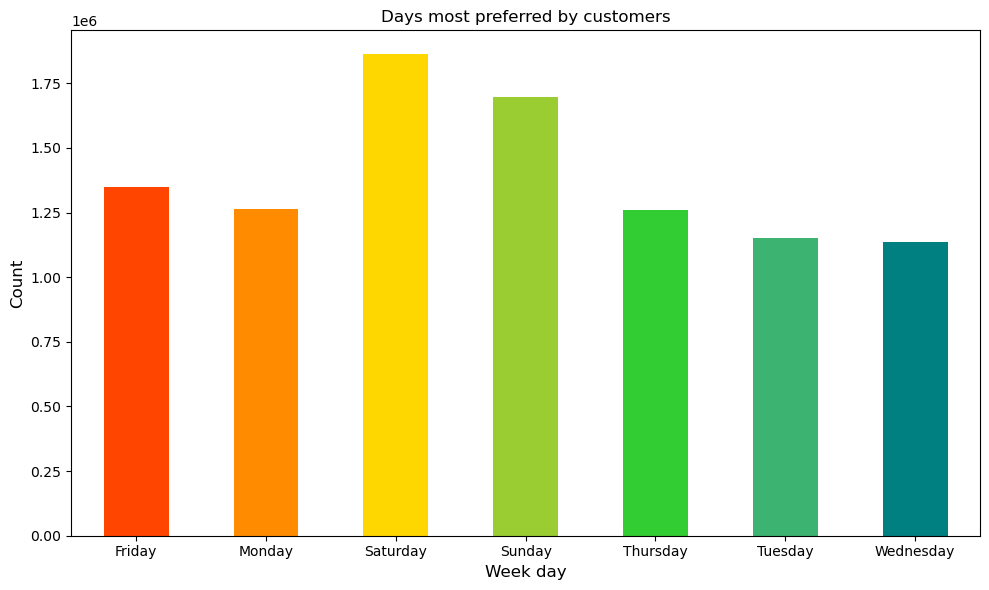 Days most preferred by customers
1e6
1.75
1.50
1.25
1.00
0.75
0.50
0.25
0.00
Count
Friday Monday Saturday Sunday Thursday Tuesday Wednesday
Week day